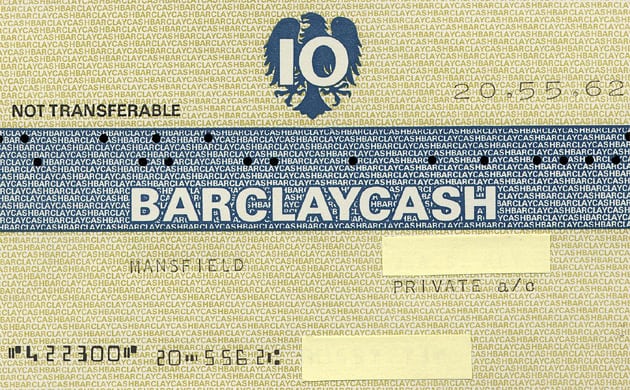 10
20.55.62
NOT TRANSFERABLE
BARCLAYCASH
MANSFIELD
PRIVATE a/c
"422300" 20-5562